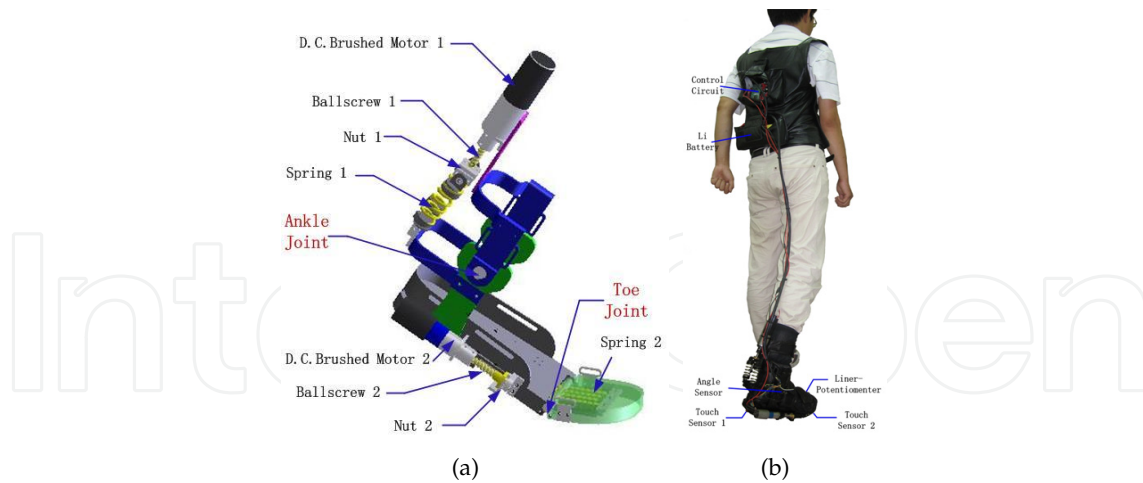 D.C.Brushed Motor 1
Ballscrew 1
Nut 1
Spring 1
Ankle
Joint
Toe
Joint
Spring 2
D.C.Brushed Motor 2
Ballscrew 2
Nut 2
(a)
Control
Circuit
Li
Battery
Angle
Sensor
Liner-
Potentiomenter
Touch
Sensor 1
Touch
Sensor 2
(b)